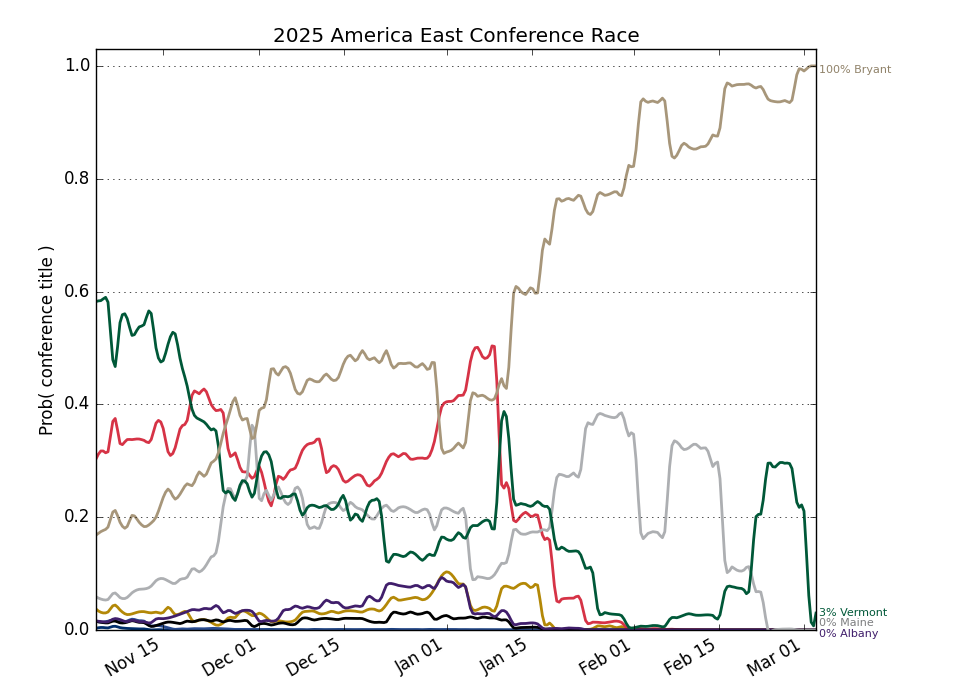 2025 America East Conference Race
1.0
0.8
0.6
0.4
0.2
0.0
Prob( conference title )
100% Bryant
3% Vermont
0% Maine
0% Albany
Nov 15
Dec 01
Dec 15
Jan 01
Jan 15
Feb 01
Feb 15
Mar 01